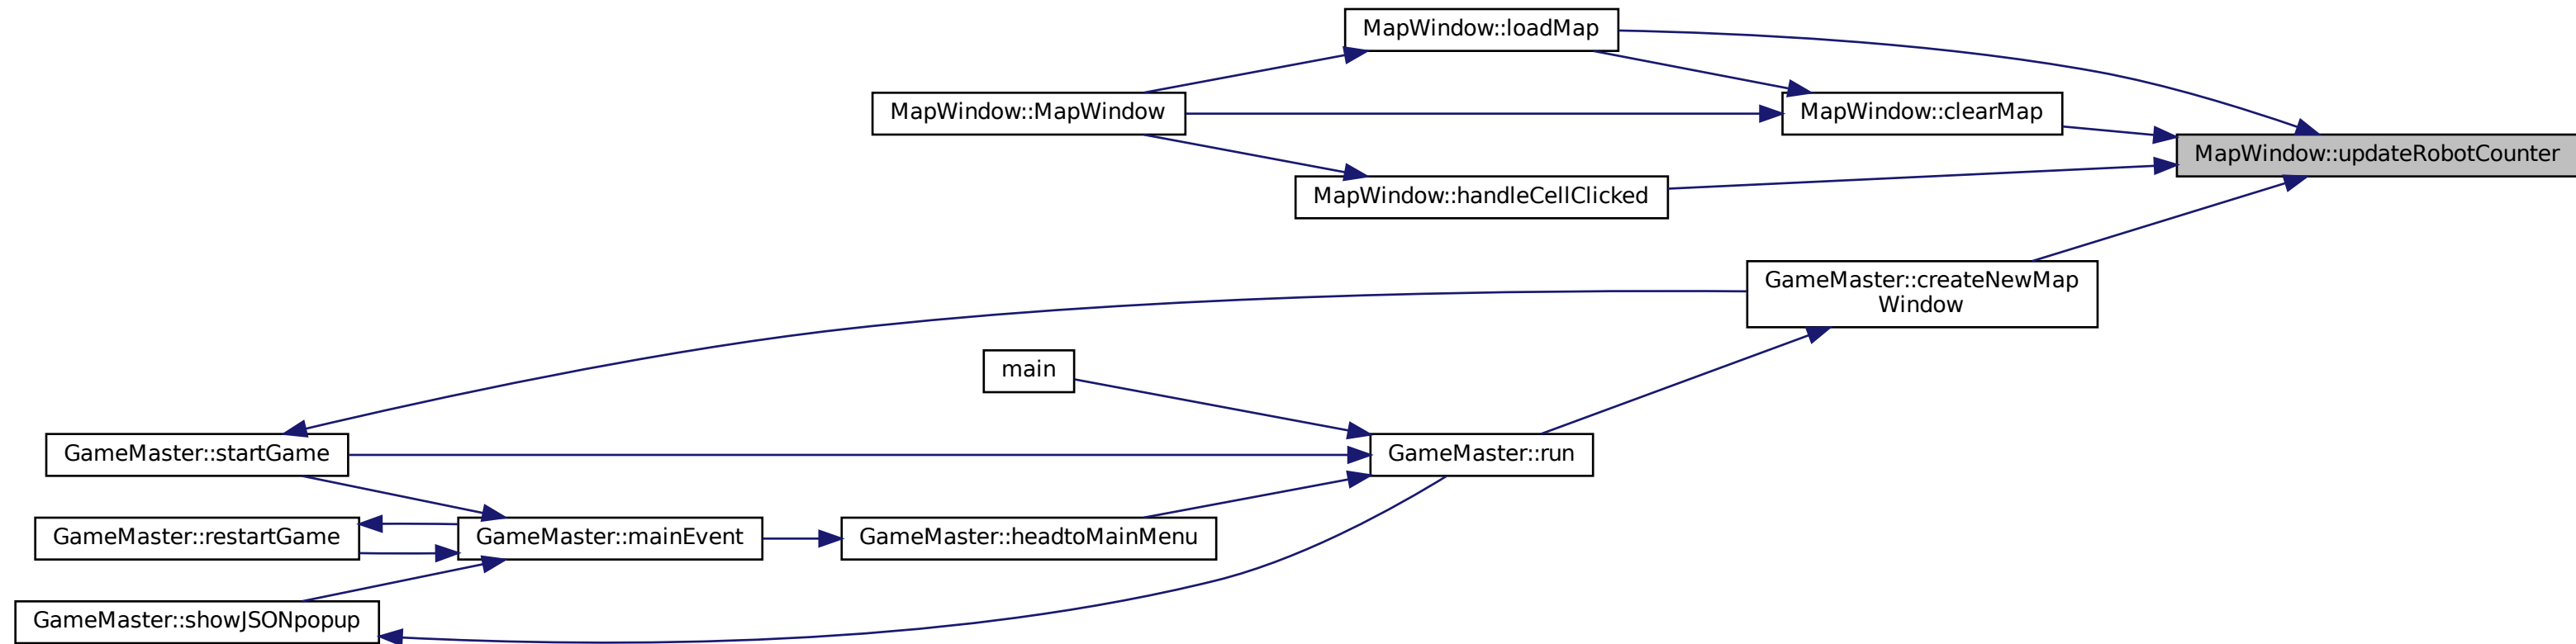 MapWindow::loadMap
MapWindow::MapWindow
MapWindow::clearMap
MapWindow::updateRobotCounter
MapWindow::handleCellClicked
GameMaster::createNewMap
Window
main
GameMaster::startGame
GameMaster::run
GameMaster::restartGame
GameMaster::mainEvent
GameMaster::headtoMainMenu
GameMaster::showJSONpopup